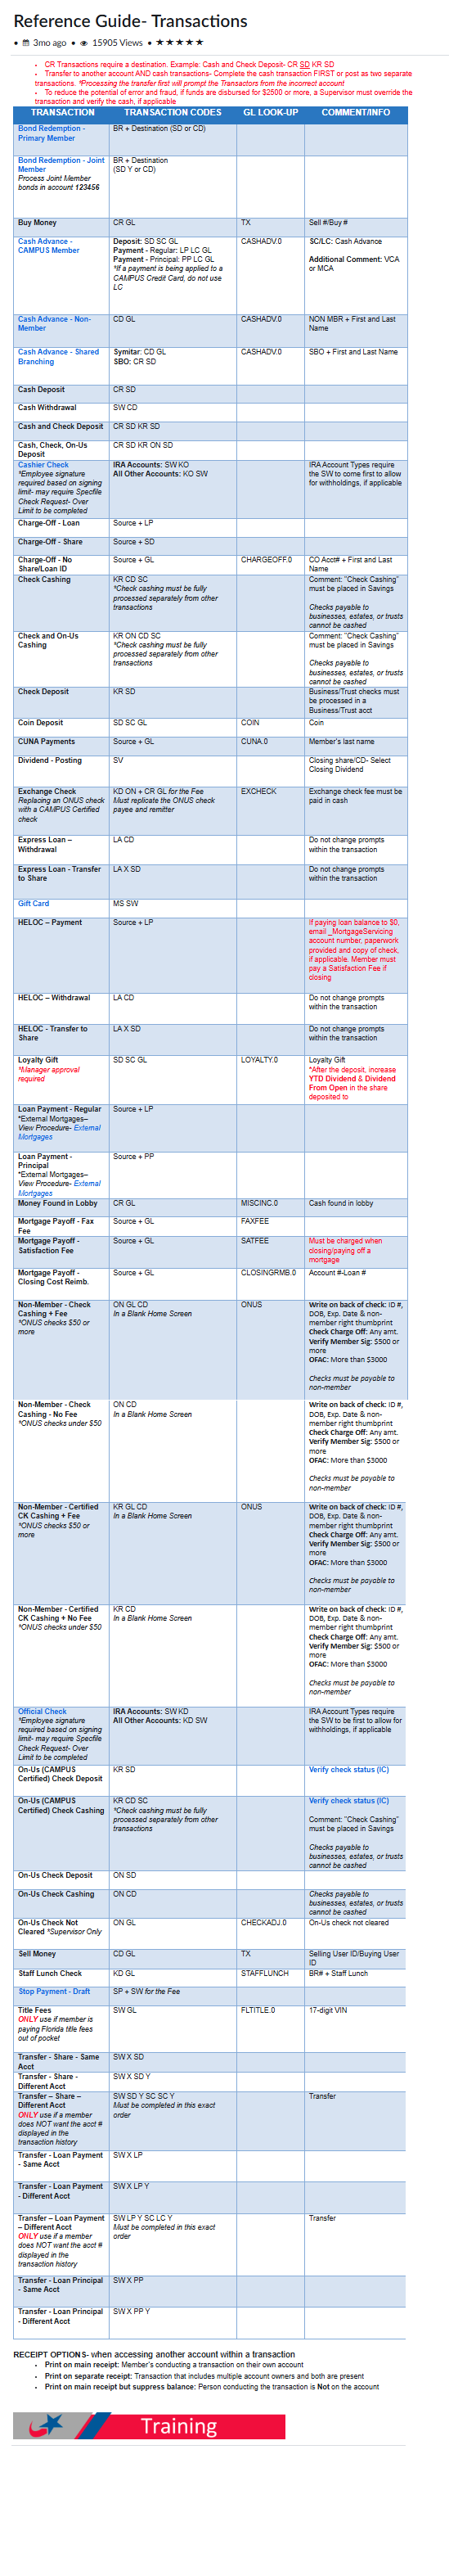 Reference Guide- Transactions
• 3mo ago • 15905 Views • ★★★★★
• CR Transactions require a destination. Example: Cash and Check Deposit- CR SD KR SD
• Transfer to another account AND cash transactions- Complete the cash transaction FIRST or post as two separate
transactions. *Processing the transfer first will prompt the Transactions from the incorrect account
• To reduce the potential of error and fraud, if funds are disbursed for $2500 or more, a Supervisor must override the
transaction and verify the cash, if applicable
TRANSACTION TRANSACTION CODES GL LOOK-UP COMMENT/INFO
Bond Redemption - BR + Destination (SD or CD)
Primary Member
Bond Redemption - Joint BR + Destination
Member (SD Y or CD)
Process Joint Member
bonds in account 123456
Buy Money CR GL TX Sell #/Buy #
Cash Advance - Deposit: SD SC GL CASHADV.0 SC/LC: Cash Advance
CAMPUS Member Payment - Regular: LP LC GL
Payment - Principal: PP LC GL Additional Comment: VCA
*If a payment is being applied to a or MCA
CAMPUS Credit Card, do not use
LC
Cash Advance - Non- CD GL CASHADV.0 NON MBR + First and Last
Member Name
Cash Advance - Shared Symitar: CD GL CASHADV.0 SBO + First and Last Name
Branching SBO: CR SD
Cash Deposit CR SD
Cash Withdrawal SW CD
Cash and Check Deposit CR SD KR SD
Cash, Check, On-Us CR SD KR ON SD
Deposit
Cashier Check IRA Accounts: SW KO IRA Account Types require
*Employee signature All Other Accounts: KO SW the SW to come first to allow
required based on signing for withholdings, if applicable
limit- may require Specfile
Check Request- Over
Limit to be completed
Charge-Off - Loan Source + LP
Charge-Off - Share Source + SD
Charge-Off - No Source + GL CHARGEOFF.0 CO Acct# + First and Last
Share/Loan ID Name
Check Cashing KR CD SC Comment: "Check Cashing"
*Check cashing must be fully must be placed in Savings
processed separately from other
transactions Checks payable to
businesses, estates, or trusts
cannot be cashed
Check and On-Us KR ON CD SC Comment: "Check Cashing"
Cashing *Check cashing must be fully must be placed in Savings
processed separately from other
transactions Checks payable to
businesses, estates, or trusts
cannot be cashed
Check Deposit KR SD Business/Trust checks must
be processed in a
Business/Trust acct
Coin Deposit SD SC GL COIN Coin
CUNA Payments Source + GL CUNA.0 Member's last name
Dividend - Posting SV Closing share/CD- Select
Closing Dividend
Exchange Check KD ON + CR GL for the Fee EXCHECK Exchange check fee must be
Replacing an ONUS check Must replicate the ONUS check paid in cash
with a CAMPUS Certified payee and remitter
check
Express Loan – LA CD Do not change prompts
Withdrawal within the transaction
Express Loan - Transfer LA X SD Do not change prompts
to Share within the transaction
Gift Card MS SW
HELOC – Payment Source + LP If paying loan balance to $0,
email _MortgageServicing
account number, paperwork
provided and copy of check,
if applicable. Member must
pay a Satisfaction Fee if
closing
HELOC – Withdrawal LA CD Do not change prompts
within the transaction
HELOC - Transfer to LA X SD Do not change prompts
Share within the transaction
Loyalty Gift SD SC GL LOYALTY.0 Loyalty Gift
*Manager approval *After the deposit, increase
required YTD Dividend & Dividend
From Open in the share
deposited to
Loan Payment - Regular Source + LP
*External Mortgages–
View Procedure- External
Mortgages
Loan Payment - Source + PP
Principal
*External Mortgages–
View Procedure- External
Mortgages
Money Found in Lobby CR GL MISCINC.0 Cash found in lobby
Mortgage Payoff - Fax Source + GL FAXFEE
Fee
Mortgage Payoff - Source + GL SATFEE Must be charged when
Satisfaction Fee closing/paying off a
mortgage
Mortgage Payoff - Source + GL CLOSINGRMB.0 Account #-Loan #
Closing Cost Reimb.
Non-Member - Check ON GL CD ONUS Write on back of check: ID #,
Cashing + Fee In a Blank Home Screen DOB, Exp. Date & non-
*ONUS checks $50 or member right thumbprint
more Check Charge Off: Any amt.
Verify Member Sig: $500 or
more
OFAC: More than $3000
Checks must be payable to
non-member
Non-Member - Check ON CD Write on back of check: ID #,
Cashing - No Fee In a Blank Home Screen DOB, Exp. Date & non-
*ONUS checks under $50 member right thumbprint
Check Charge Off: Any amt.
Verify Member Sig: $500 or
more
OFAC: More than $3000
Checks must be payable to
non-member
Non-Member - Certified KR GL CD ONUS Write on back of check: ID #,
CK Cashing + Fee In a Blank Home Screen DOB, Exp. Date & non-
*ONUS checks $50 or member right thumbprint
more Check Charge Off: Any amt.
Verify Member Sig: $500 or
more
OFAC: More than $3000
Checks must be payable to
non-member
Non-Member - Certified KR CD Write on back of check: ID #,
CK Cashing + No Fee In a Blank Home Screen DOB, Exp. Date & non-
*ONUS checks under $50 member right thumbprint
Check Charge Off: Any amt.
Verify Member Sig: $500 or
more
OFAC: More than $3000
Checks must be payable to
non-member
Official Check IRA Accounts: SW KD IRA Account Types require
*Employee signature All Other Accounts: KD SW the SW to be first to allow for
required based on signing withholdings, if applicable
limit- may require Specfile
Check Request- Over
Limit to be completed
On-Us (CAMPUS KR SD Verify check status (IC)
Certified) Check Deposit
On-Us (CAMPUS KR CD SC Verify check status (IC)
Certified) Check Cashing *Check cashing must be fully
processed separately from other Comment: "Check Cashing"
transactions must be placed in Savings
Checks payable to
businesses, estates, or trusts
cannot be cashed
On-Us Check Deposit ON SD
On-Us Check Cashing ON CD Checks payable to
businesses, estates, or trusts
cannot be cashed
On-Us Check Not ON GL CHECKADJ.0 On-Us check not cleared
Cleared *Supervisor Only
Sell Money CD GL TX Selling User ID/Buying User
ID
Staff Lunch Check KD GL STAFFLUNCH BR# + Staff Lunch
Stop Payment - Draft SP + SW for the Fee
Title Fees SW GL FLTITLE.0 17-digit VIN
ONLY use if member is
paying Florida title fees
out of pocket
Transfer - Share - Same SW X SD
Acct
Transfer - Share - SW X SD Y
Different Acct
Transfer – Share – SW SD Y SC SC Y Transfer
Different Acct Must be completed in this exact
ONLY use if a member order
does NOT want the acct #
displayed in the
transaction history
Transfer - Loan Payment SW X LP
- Same Acct
Transfer - Loan Payment SW X LP Y
- Different Acct
Transfer – Loan Payment SW LP Y SC LC Y Transfer
– Different Acct Must be completed in this exact
ONLY use if a member order
does NOT want the acct #
displayed in the
transaction history
Transfer - Loan Principal SW X PP
- Same Acct
Transfer - Loan Principal SW X PP Y
- Different Acct
RECEIPT OPTIONS- when accessing another account within a transaction
• Print on main receipt: Member's conducting a transaction on their own account
• Print on separate receipt: Transaction that includes multiple account owners and both are present
• Print on main receipt but suppress balance: Person conducting the transaction is Not on the account
Training